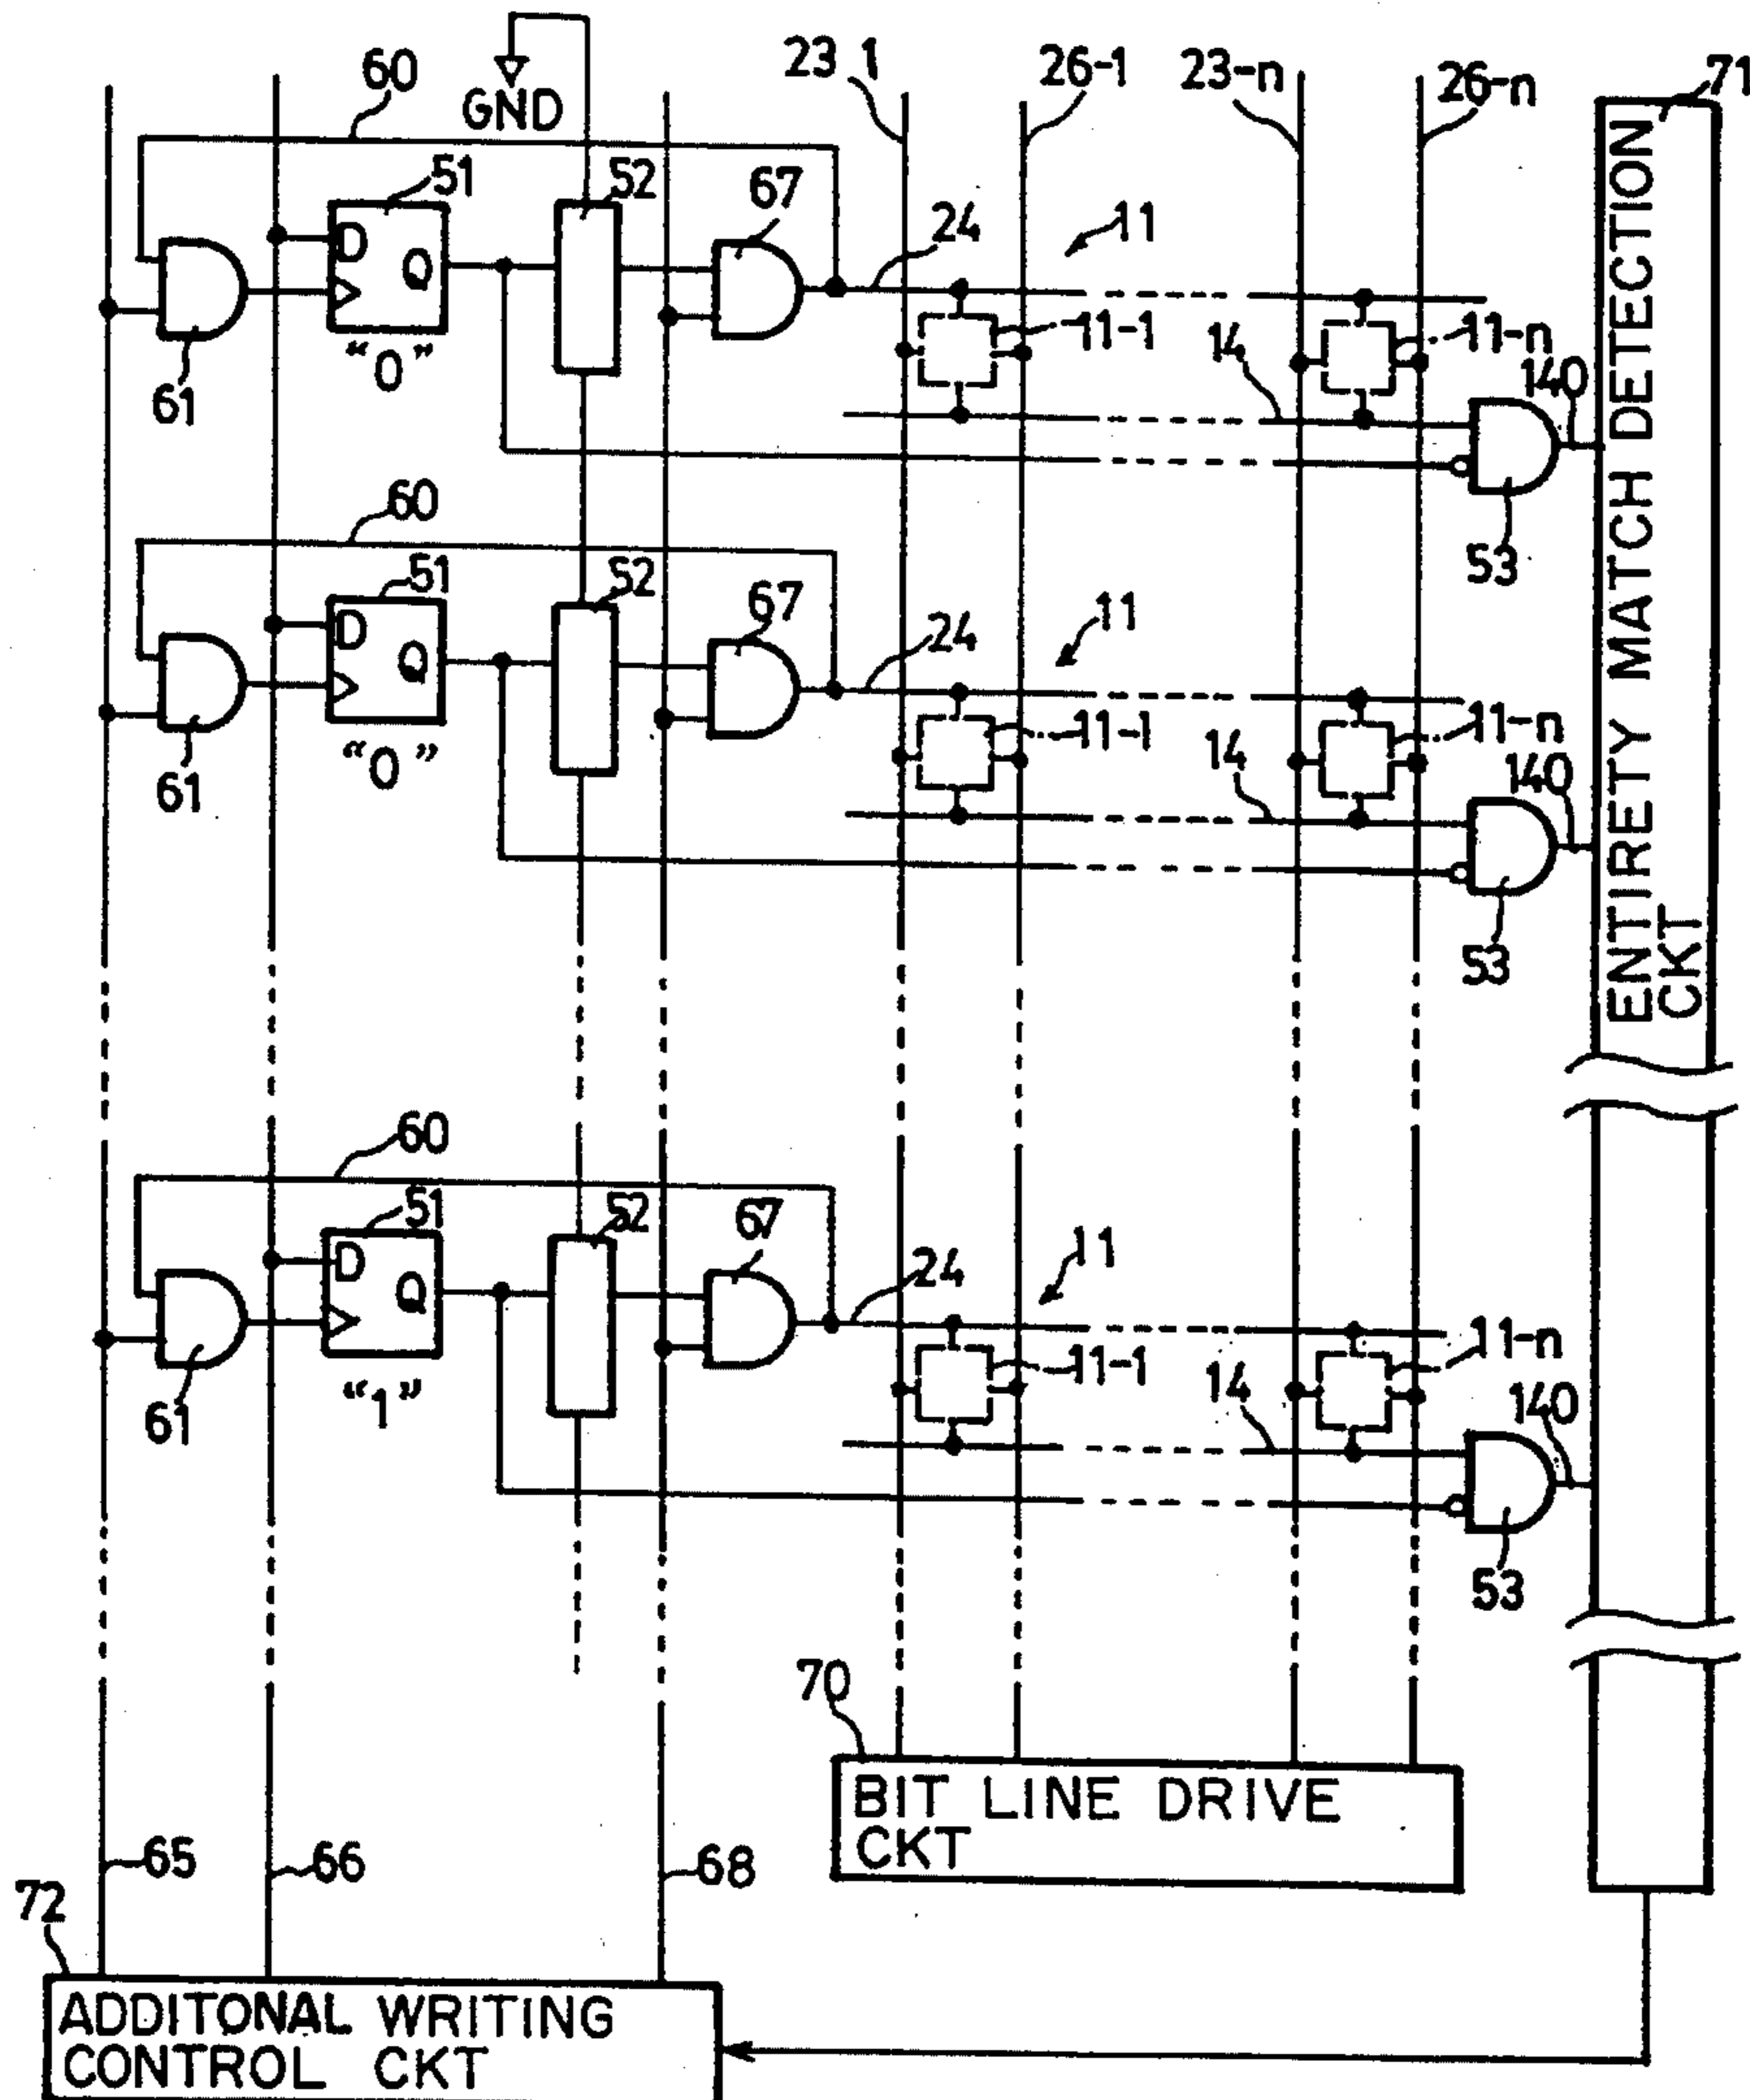 60
GND
23 1
26-1
23-n
26-n
71
51
52
67
24
11
D
Q
"0"
61
11-1
14
11-n
140
53
ENTIRETY MATCH DETECTION
CKT
60
51
52
67
24
11
D
Q
"0"
61
11-1
14
11-n
140
53
60
51
52
67
24
11
D
Q
"1"
61
11-1
14
11-n
140
53
70
BIT LINE DRIVE
CKT
65
66
68
72
ADDITONAL WRITING
CONTROL CKT